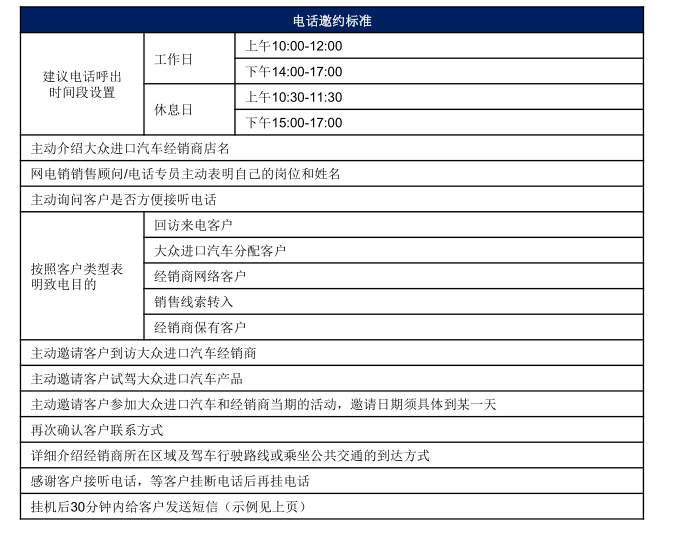 电话邀约标准
建议电话呼出
时间段设置
工作日
上午10:00-12:00
下午14:00-17:00
休息日
上午10:30-11:30
下午15:00-17:00
主动介绍大众进口汽车经销商店名
网电销销售顾问/电话专员主动表明自己的岗位和姓名
主动询问客户是否方便接听电话
按照客户类型表
明致电目的
回访来电客户
大众进口汽车分配客户
经销商网络客户
销售线索转入
经销商保有客户
主动邀请客户到访大众进口汽车经销商
主动邀请客户试驾大众进口汽车产品
主动邀请客户参加大众进口汽车和经销商当期的活动，邀请日期须具体到某一天
再次确认客户联系方式
详细介绍经销商所在区域及驾车行驶路线或乘坐公共交通的到达方式
感谢客户接听电话，等客户挂断电话后再挂电话
挂机后30分钟内给客户发送短信（示例见上页）